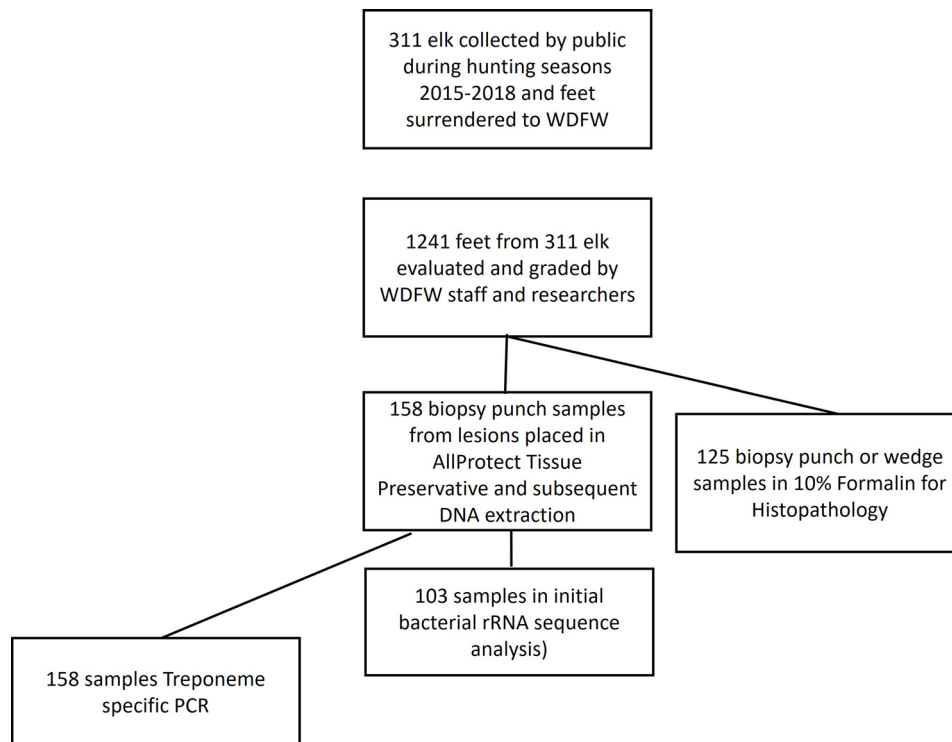 311 elk collected by public
during hunting seasons
2015-2018 and feet
surrendered to WDFW
1241 feet from 311 elk
evaluated and graded by
WDFW staff and researchers
158 biopsy punch samples
from lesions placed in
AllProtect Tissue
Preservative and subsequent
DNA extraction
125 biopsy punch or wedge
samples in 10% Formalin for
Histopathology
103 samples in initial
bacterial rRNA sequence
analysis)
158 samples Treponeme
specific PCR